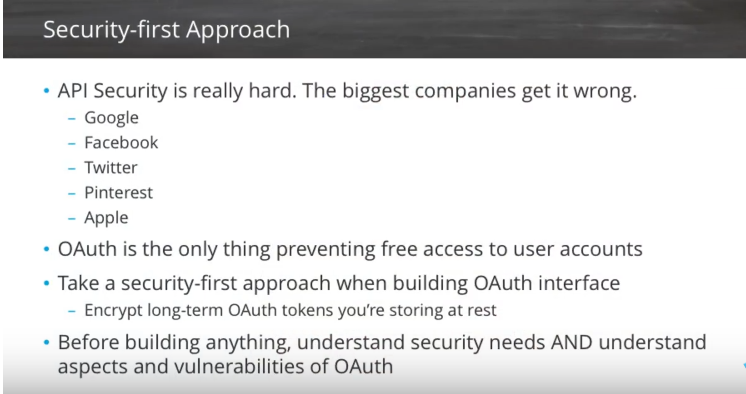 Security-first Approach
• API Security is really hard. The biggest companies get it wrong.
– Google
– Facebook
– Twitter
– Pinterest
– Apple
• OAuth is the only thing preventing free access to user accounts
• Take a security-first approach when building OAuth interface
– Encrypt long-term OAuth tokens you’re storing at rest
• Before building anything, understand security needs AND understand
aspects and vulnerabilities of OAuth